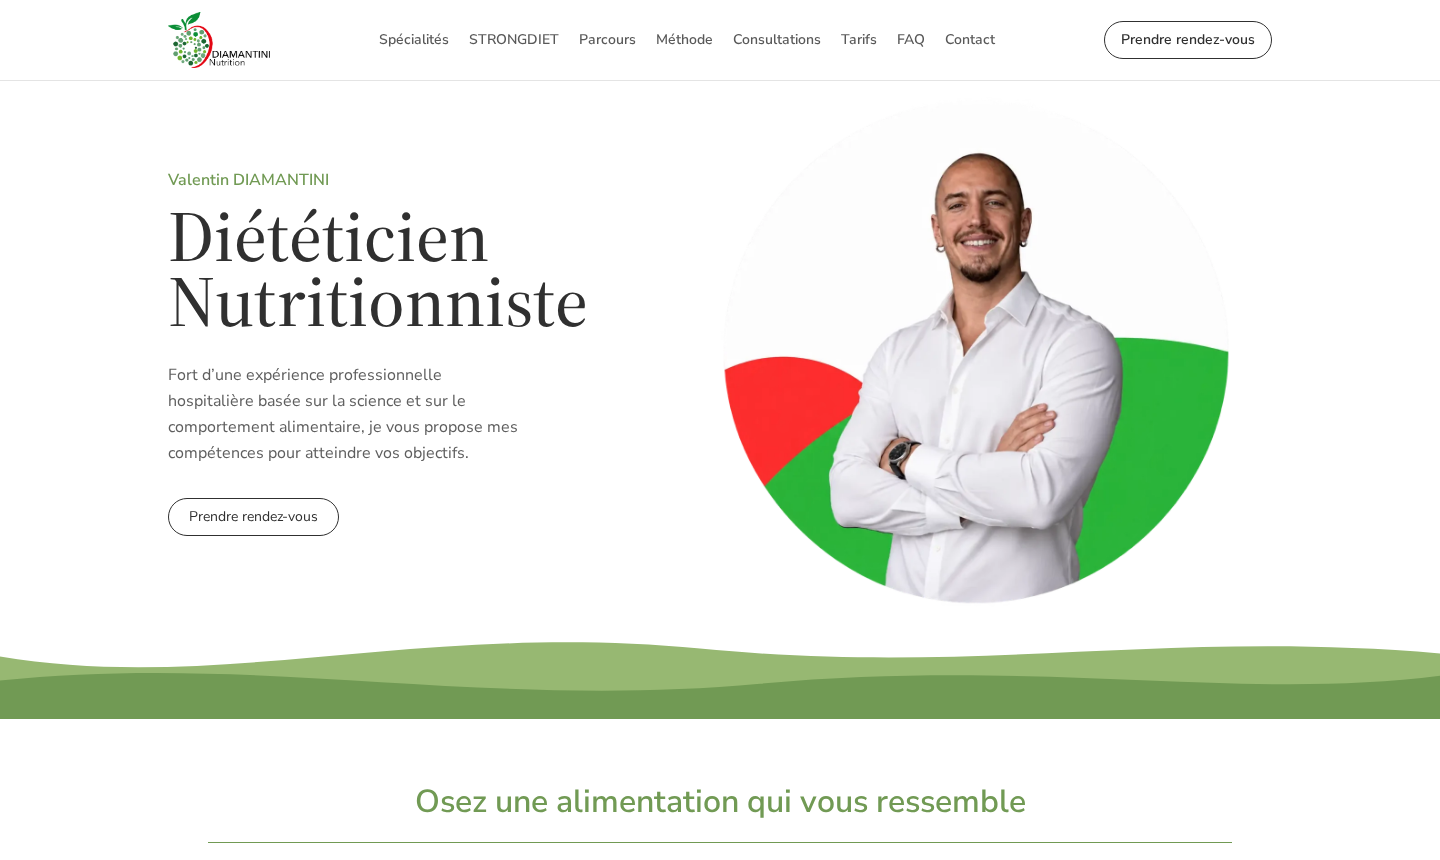 DIAMANTINI
Nutrition
Spécialités
STRONGDIET
Parcours
Méthode
Consultations
Tarifs
FAQ
Contact
Prendre rendez-vous
Valentin DIAMANTINI
Diététicien
Nutritionniste
Fort d’une expérience professionnelle
hospitalière basée sur la science et sur le
comportement alimentaire, je vous propose mes
compétences pour atteindre vos objectifs.
Prendre rendez-vous
Osez une alimentation qui vous ressemble